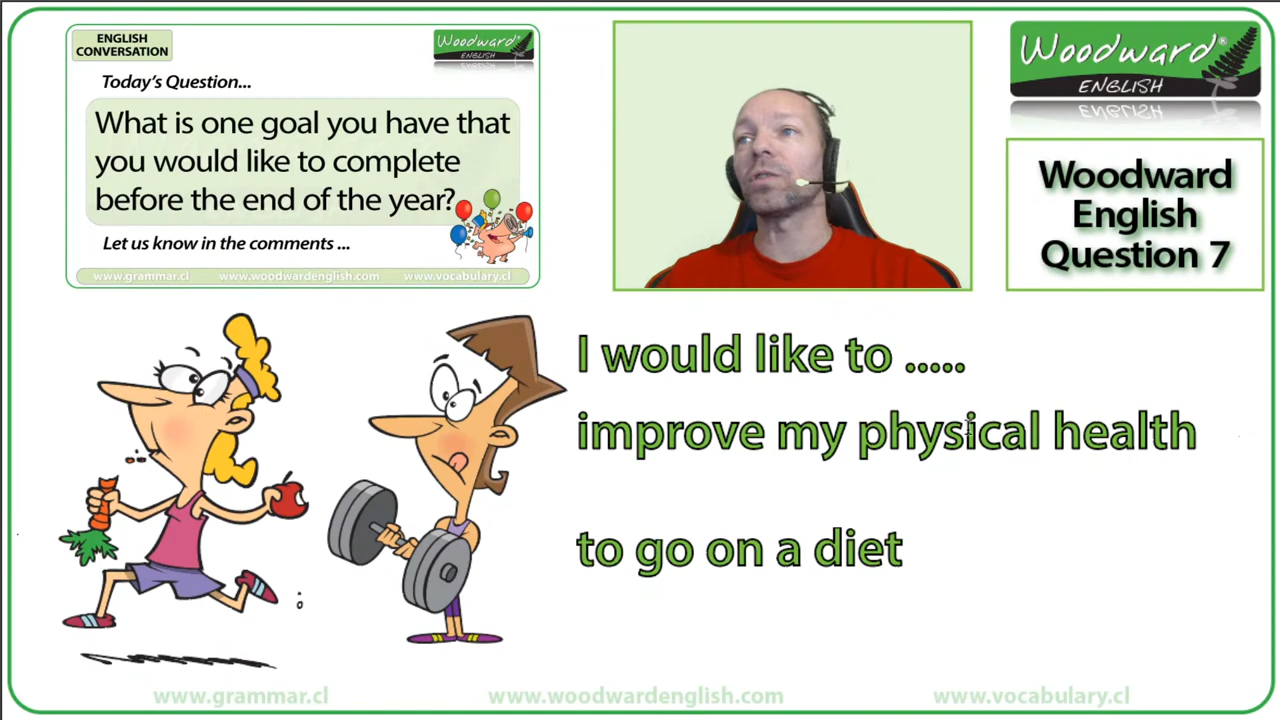 ENGLISH
CONVERSATION
Woodward
ENGLISH
Today's Question...
What is one goal you have that
you would like to complete
before the end of the year?
Let us know in the comments ...
www.grammar.cl www.woodwardenglish.com www.vocabulary.cl
Woodward®
ENGLISH
Woodward
English
Question 7
I would like to .....
improve my physical health
to go on a diet
www.grammar.cl www.woodwardenglish.com www.vocabulary.cl